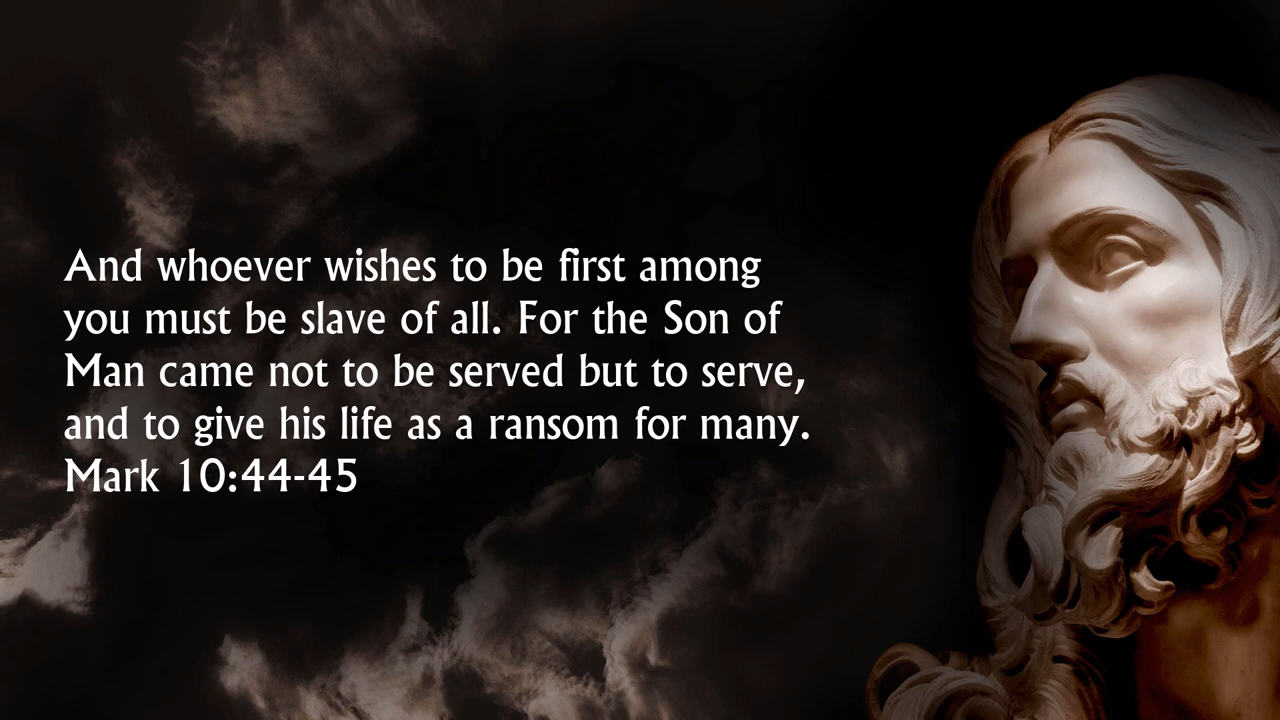 And whoever wishes to be first among
you must be slave of all. For the Son of
Man came not to be served but to serve,
and to give his life as a ransom for many.
Mark 10:44-45